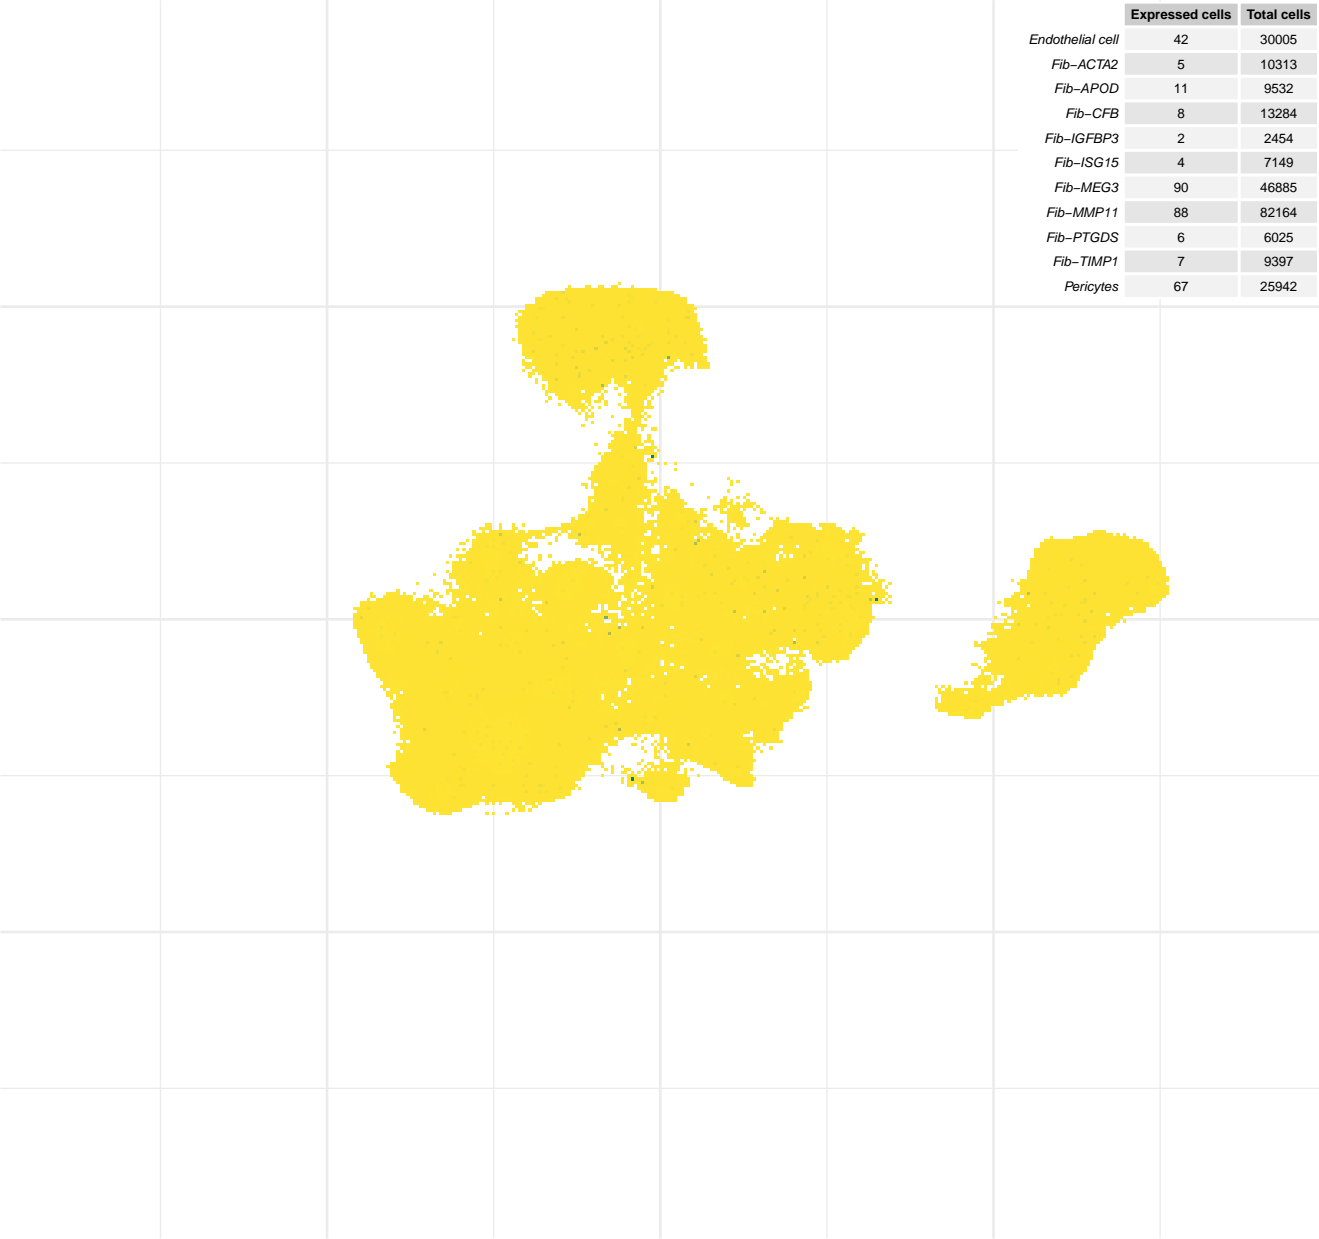 Expressed cells Total cells
Endothelial cell 42 30005
Fib−ACTA2 5 10313
Fib−APOD 11 9532
Fib−CFB 8 13284
Fib−IGFBP3 2 2454
Fib−ISG15 4 7149
Fib−MEG3 90 46885
Fib−MMP11 88 82164
Fib−PTGDS 6 6025
Fib−TIMP1 7 9397
Pericytes 67 25942